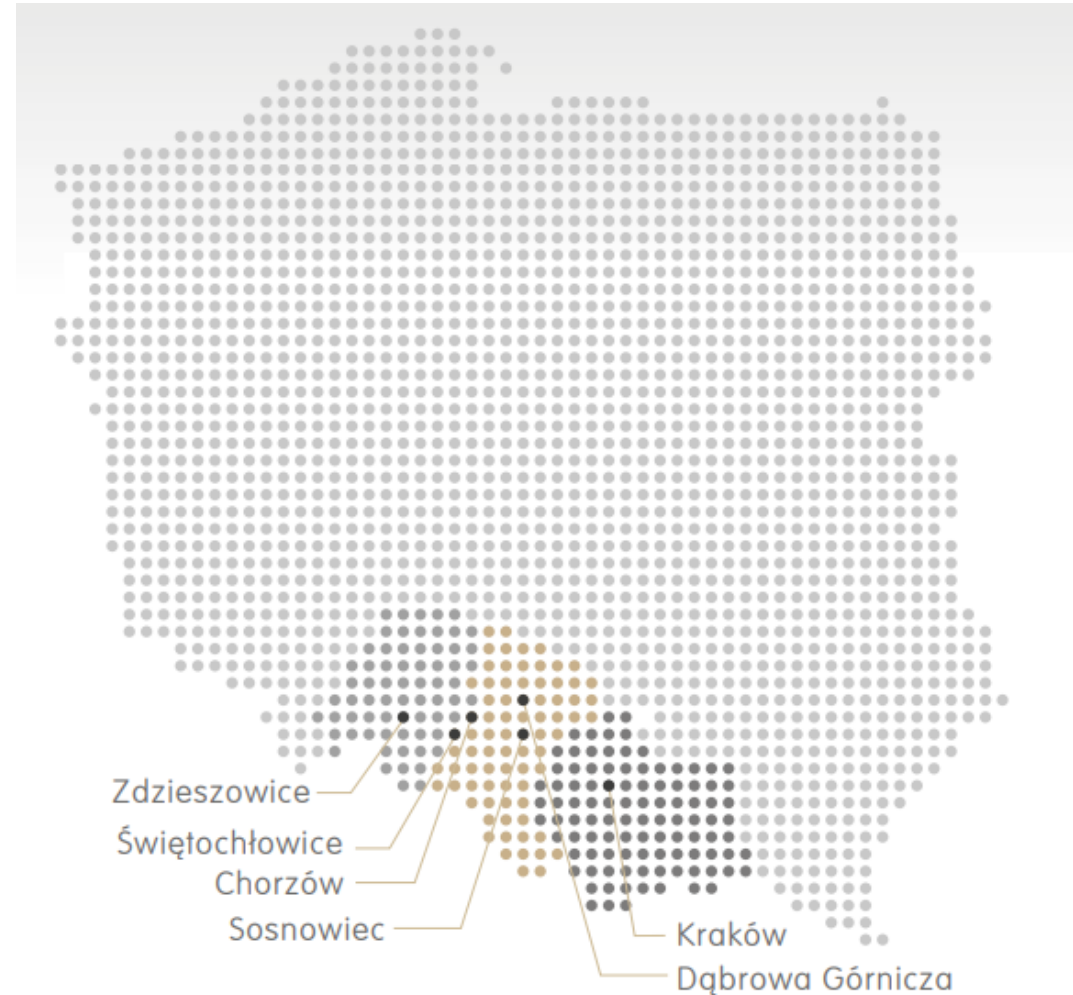 Zdzieszowice
Świętochłowice
Chorzów
Sosnowiec
Kraków
Dąbrowa Górnicza